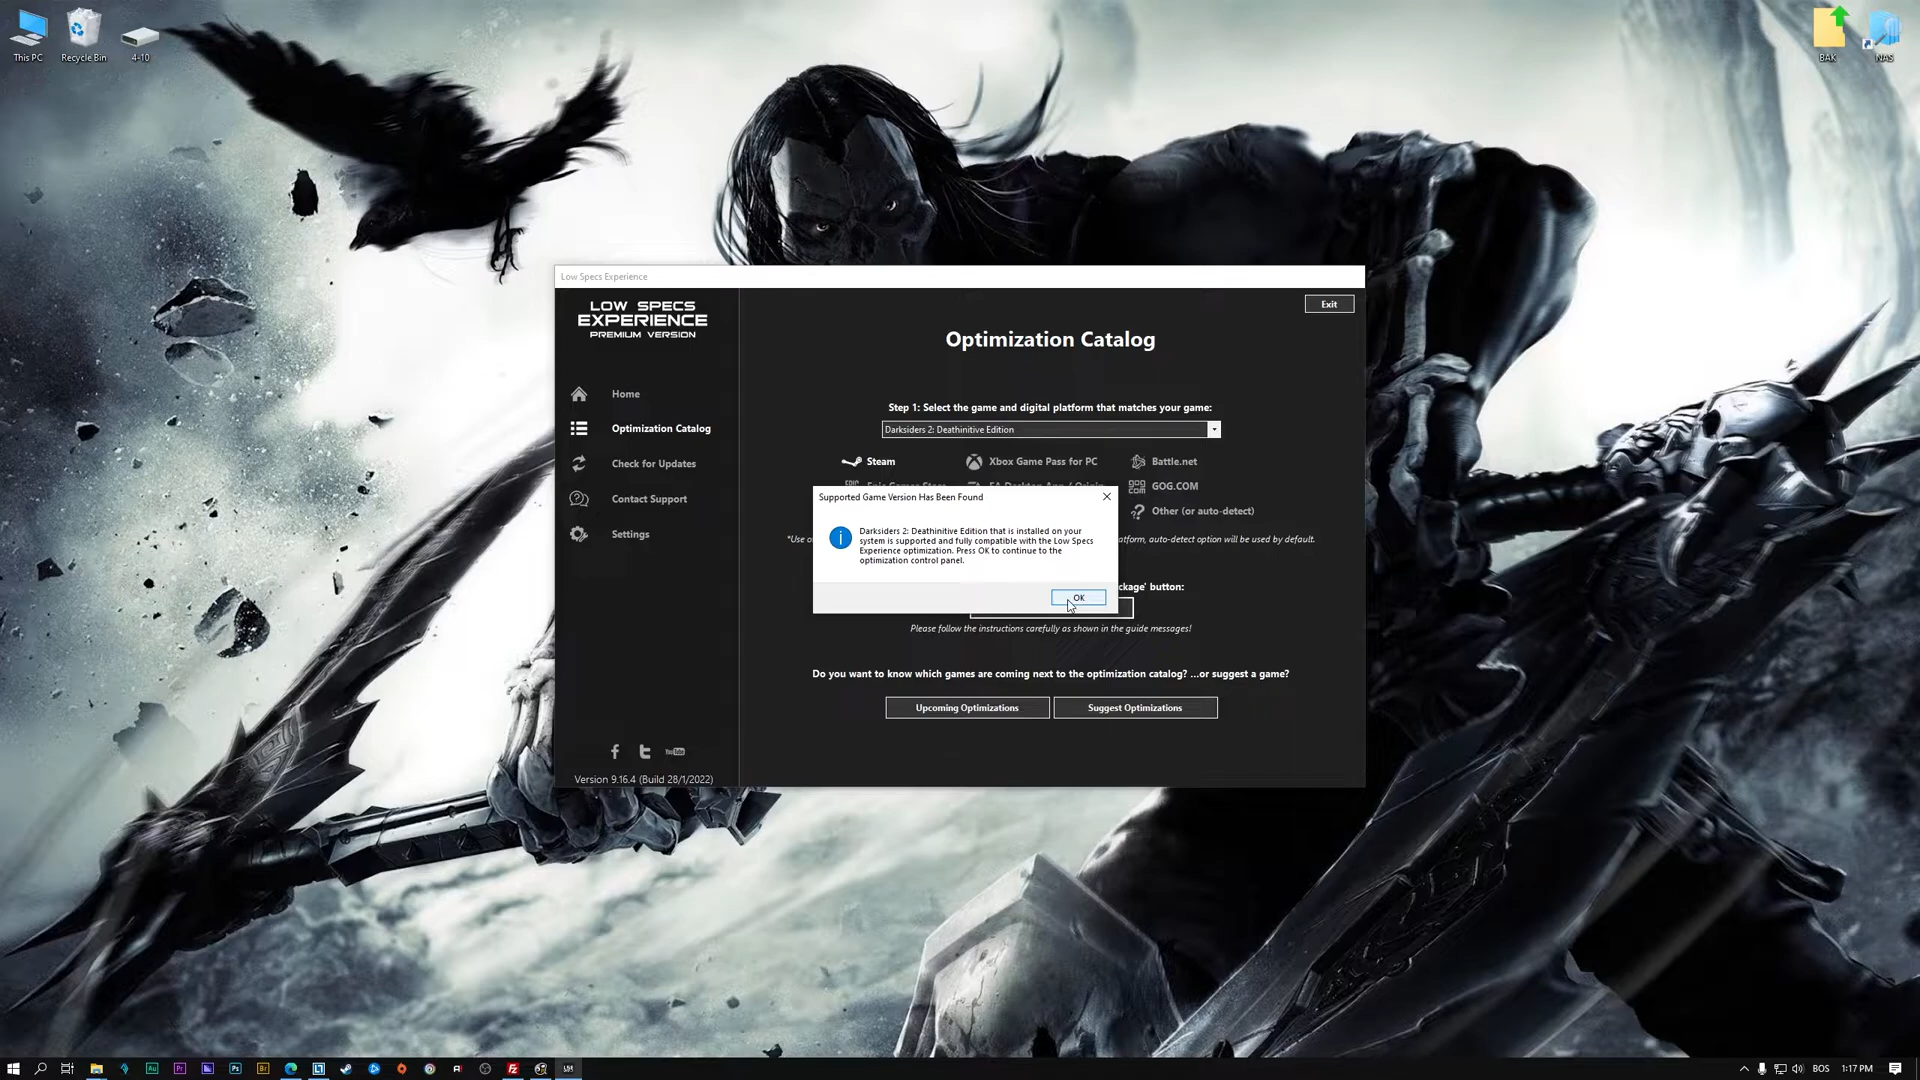 This PC
Recycle Bin
4-10
BAK
NAS
Low Specs Experience
LOW SPECS
EXPERIENCE
PREMIUM VERSION
Home
Optimization Catalog
Check for Updates
Contact Support
Settings
Version 9.16.4 (Build 28/1/2022)
Exit
Optimization Catalog
Step 1: Select the game and digital platform that matches your game:
Darksiders 2: Deathinitive Edition
Steam
Xbox Game Pass for PC
Battle.net
GOG.COM
GOG.COM
Other (or auto-detect)
*Use o
atform, auto-detect option will be used by default.
Supported Game Version Has Been Found
Darksiders 2: Deathinitive Edition that is installed on your
system is supported and fully compatible with the Low Specs
Experience optimization. Press OK to continue to the
optimization control panel.
OK
ckage' button:
Please follow the instructions carefully as shown in the guide messages!
Do you want to know which games are coming next to the optimization catalog? ...or suggest a game?
Upcoming Optimizations
Suggest Optimizations
Au
Pr
Ps
Br
BOS
1:17 PM